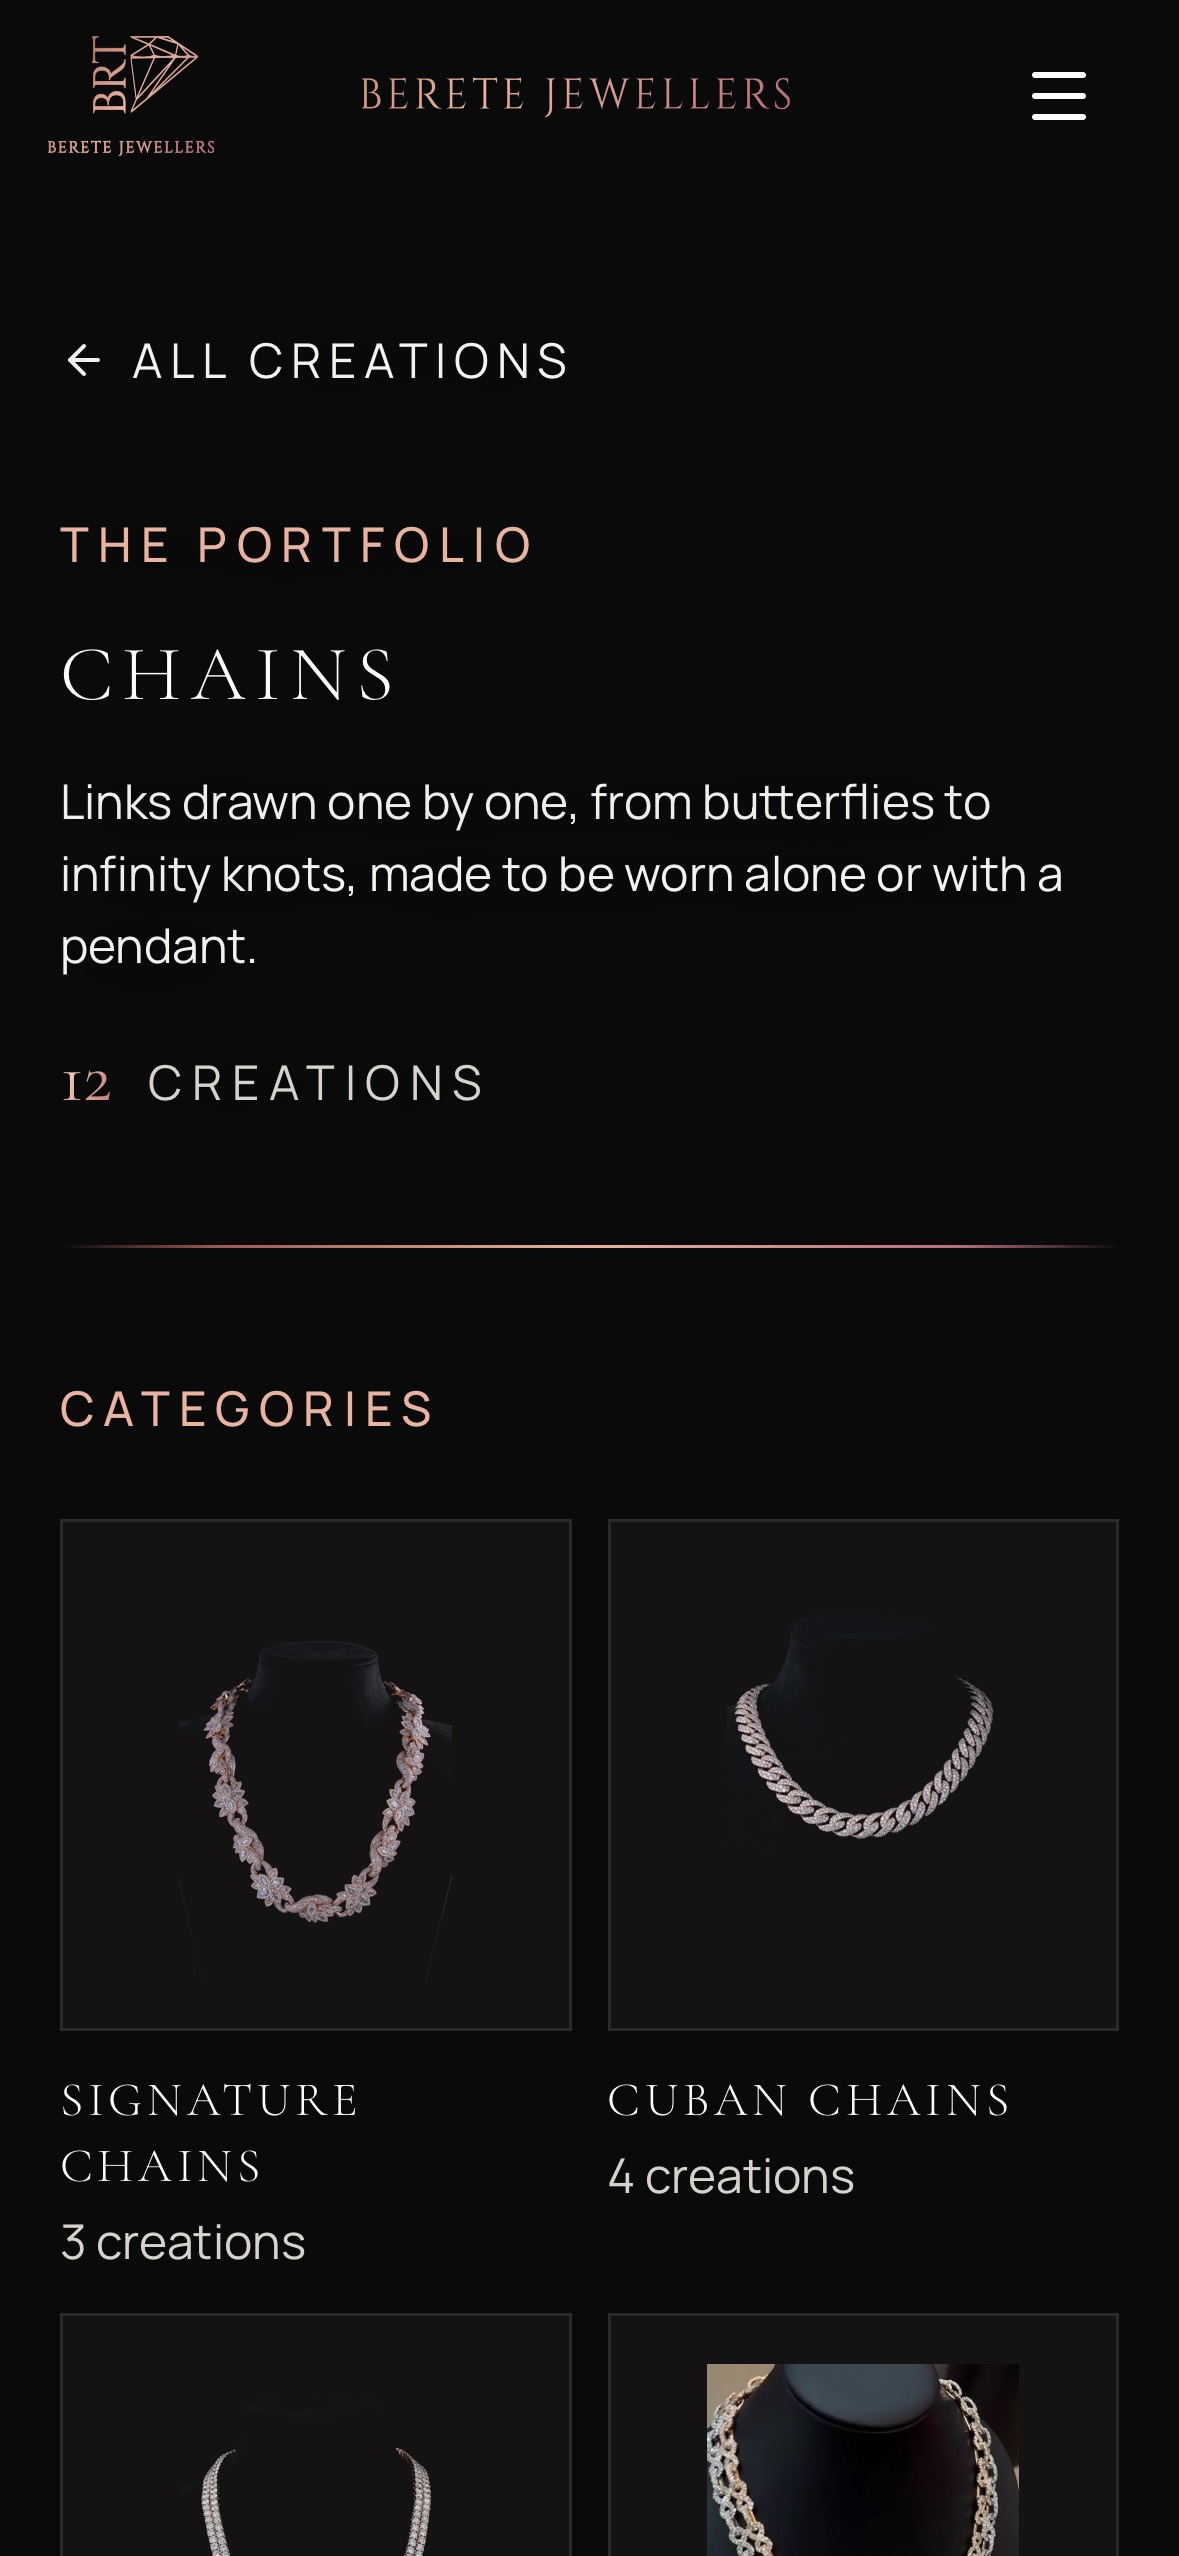 BRT
BERETE JEWELLERS
BERETE JEWELLERS
← ALL CREATIONS
THE PORTFOLIO
CHAINS
Links drawn one by one, from butterflies to
infinity knots, made to be worn alone or with a
pendant.
12 CREATIONS
CATEGORIES
SIGNATURE
CHAINS
3 creations
CUBAN CHAINS
4 creations